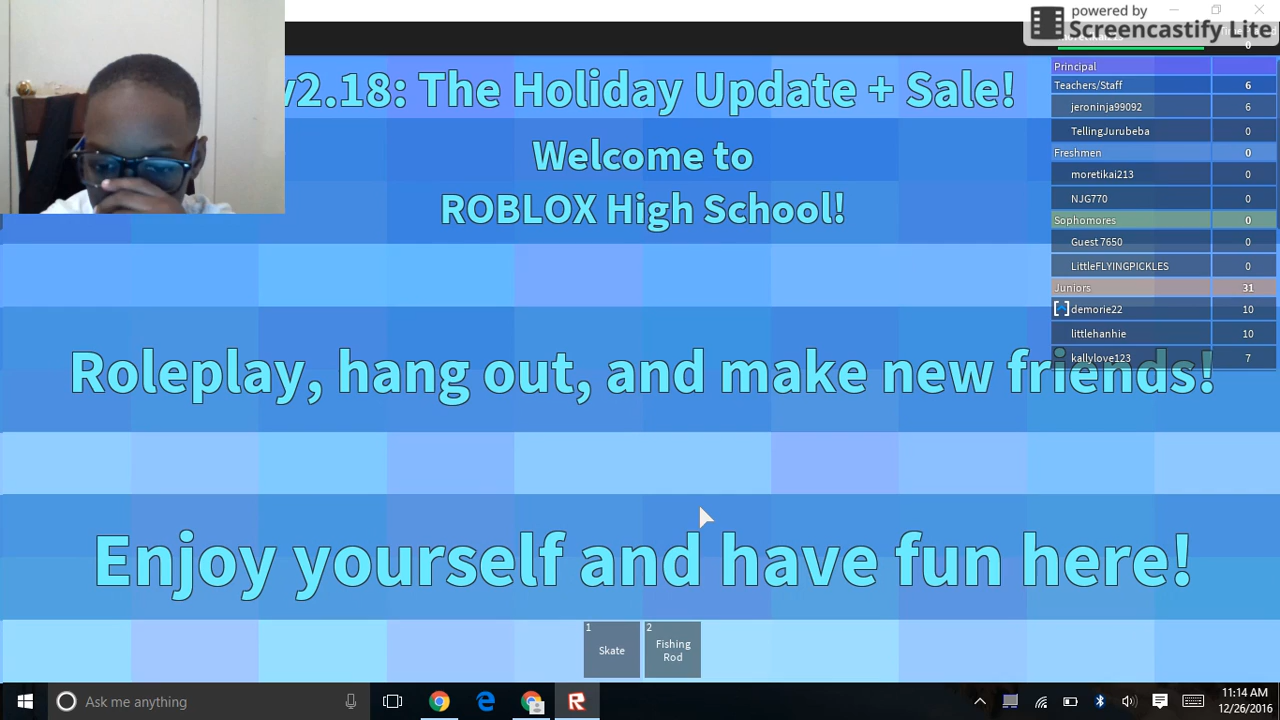 powered by
Screencastify Lite
v2.18: The Holiday Update + Sale!
Welcome to
ROBLOX High School!
Roleplay, hang out, and make new friends!
Enjoy yourself and have fun here!
0
Principal
Teachers/Staff 6
jeroninja99092 6
TellingJurubeba 0
Freshmen 0
moretikai213 0
NJG770 0
Sophomores 0
Guest 7650 0
LittleFLYINGPICKLES 0
Juniors 31
demorie22 10
littlehanhie 10
kallylove123 7
1
Skate
2
Fishing
Rod
Ask me anything
11:14 AM
12/26/2016